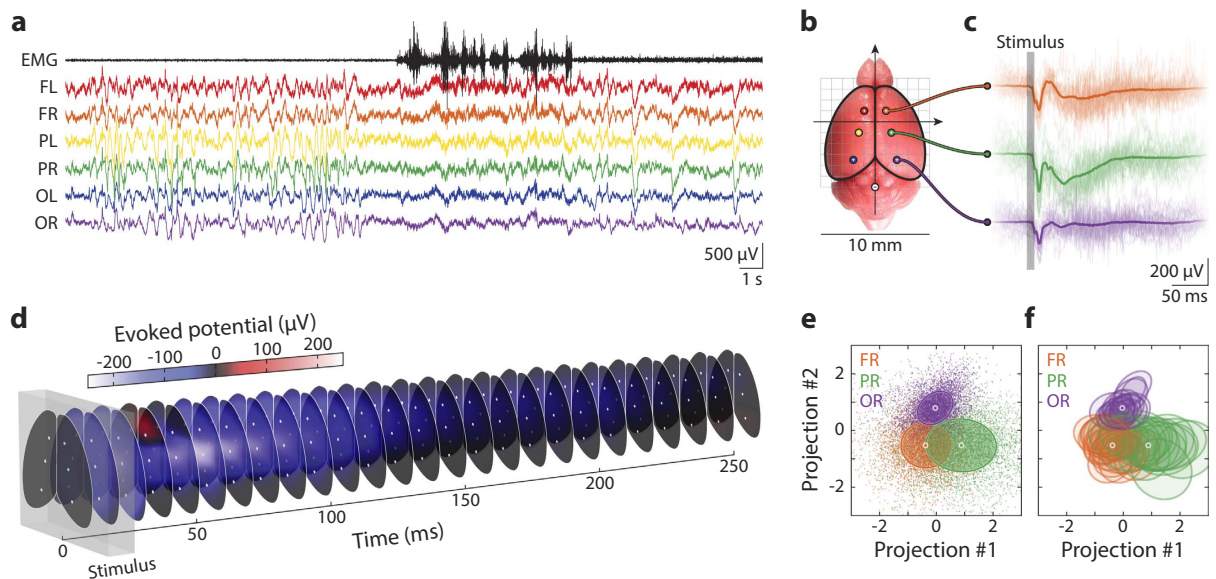 a
EMG
FL
FR
PL
PR
OL
OR
500 µV
1 s
b
10 mm
c
Stimulus
200 µV
50 ms
d
Evoked potential (µV)
-200 -100 0 100 200
0 50 100 150 200 250
Time (ms)
Stimulus
e
FR
PR
OR
2
0
-2
Projection #2
-2 0 2
Projection #1
f
FR
PR
OR
-2 0 2
Projection #1